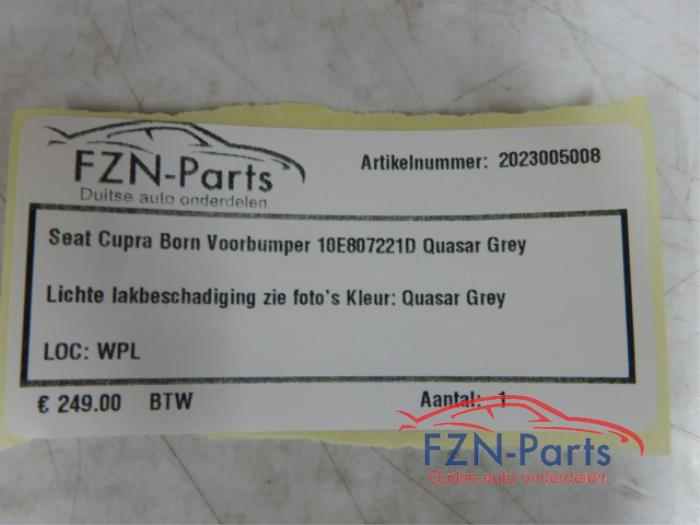 FZN-Parts
Duitse auto onderdelen
Artikelnummer: 2023005008
Seat Cupra Born Voorbumper 10E807221D Quasar Grey
Lichte lakbeschadiging zie foto's Kleur: Quasar Grey
LOC: WPL
€ 249.00 BTW
Aantal: 1
FZN-Parts
Duitse auto onderdelen